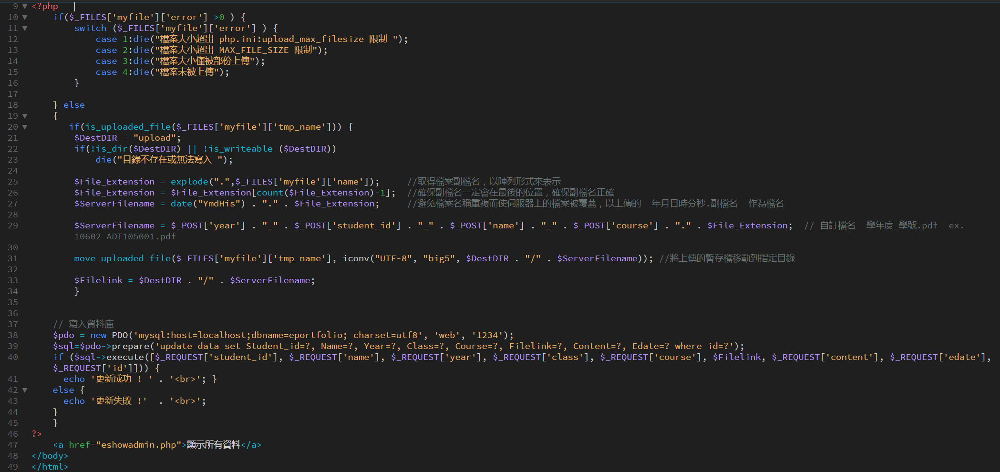 9 <?php
10 if($_FILES['myfile']['error'] >0 ) {
11 switch ($_FILES['myfile']['error'] ) {
12 case 1:die("檔案大小超出 php.ini:upload_max_filesize 限制 ");
13 case 2:die("檔案大小超出 MAX_FILE_SIZE 限制");
14 case 3:die("檔案大小僅被部份上傳");
15 case 4:die("檔案未被上傳");
16 }
17
18 } else
19 {
20 if(is_uploaded_file($_FILES['myfile']['tmp_name'])) {
21 $DestDIR = "upload";
22 if(!is_dir($DestDIR) || !is_writeable ($DestDIR))
23 die("目錄不存在或無法寫入 ");
24
25 $File_Extension = explode(".",$_FILES['myfile']['name']); //取得檔案副檔名，以陣列形式來表示
26 $File_Extension = $File_Extension[count($File_Extension)-1]; //確保副檔名一定會在最後的位置，確保副檔名正確
27 $ServerFilename = date("YmdHis") . "." . $File_Extension; //避免檔案名稱重複而使伺服器上的檔案被覆蓋，以上傳的 年月日時分秒.副檔名 作為檔名
28
29 $ServerFilename = $_POST['year'] . "_" . $_POST['student_id'] . "_" . $_POST['name'] . "_" . $_POST['course'] . "." . $File_Extension; // 自訂檔名 學年度_學號.pdf ex.
10602_ADT105001.pdf
30
31 move_uploaded_file($_FILES['myfile']['tmp_name'], iconv("UTF-8", "big5", $DestDIR . "/" . $ServerFilename)); //將上傳的暫存檔移動到指定目錄
32
33 $Filelink = $DestDIR . "/" . $ServerFilename;
34 }
35
36
37 // 寫入資料庫
38 $pdo = new PDO('mysql:host=localhost;dbname=eportfolio; charset=utf8', 'web', '1234');
39 $sql=$pdo->prepare('update data set Student_id=?, Name=?, Year=?, Class=?, Course=?, Filelink=?, Content=?, Edate=? where id=?');
40 if ($sql->execute([$_REQUEST['student_id'], $_REQUEST['name'], $_REQUEST['year'], $_REQUEST['class'], $_REQUEST['course'], $Filelink, $_REQUEST['content'], $_REQUEST['edate'],
$_REQUEST['id']])) {
41 echo '更新成功 ! ' . '<br>'; }
42 else {
43 echo '更新失敗 !' . '<br>';
44 }
45 }
46 ?>
47 <a href="eshowadmin.php">顯示所有資料</a>
48 </body>
49 </html>